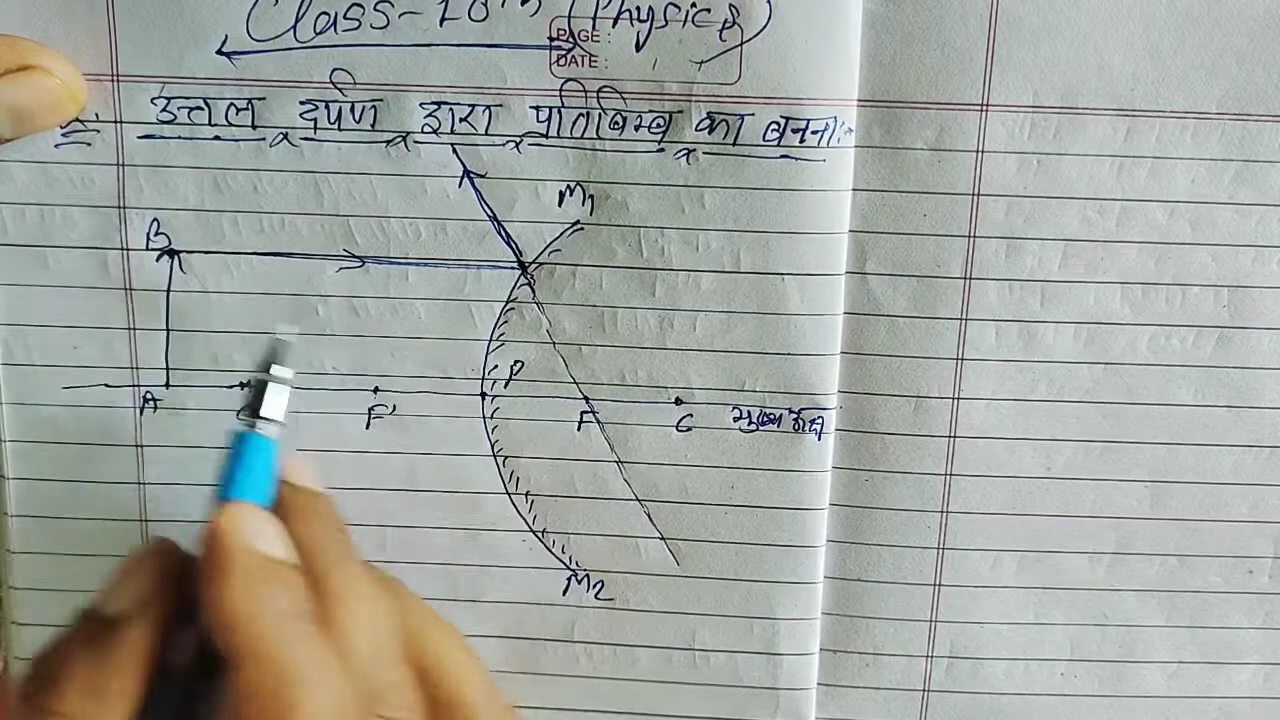 Class-10th (Physics)
PAGE :
DATE :
उत्तल दर्पण द्वारा प्रतिबिम्ब का बनना:-
M1
B
P
A F' F C मुख्य अक्ष
M2